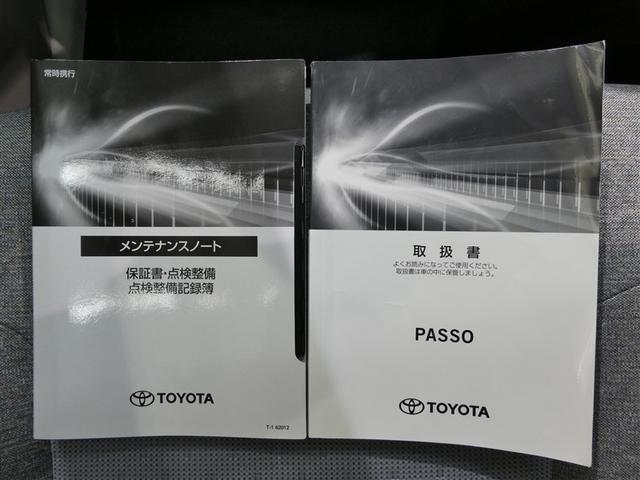 常時携行
メンテナンスノート
保証書・点検整備
点検整備記録簿
TOYOTA
T-1 62012
取扱書
よくお読みになってご使用ください。
取扱書は車の中に保管しましょう。
PASSO
TOYOTA